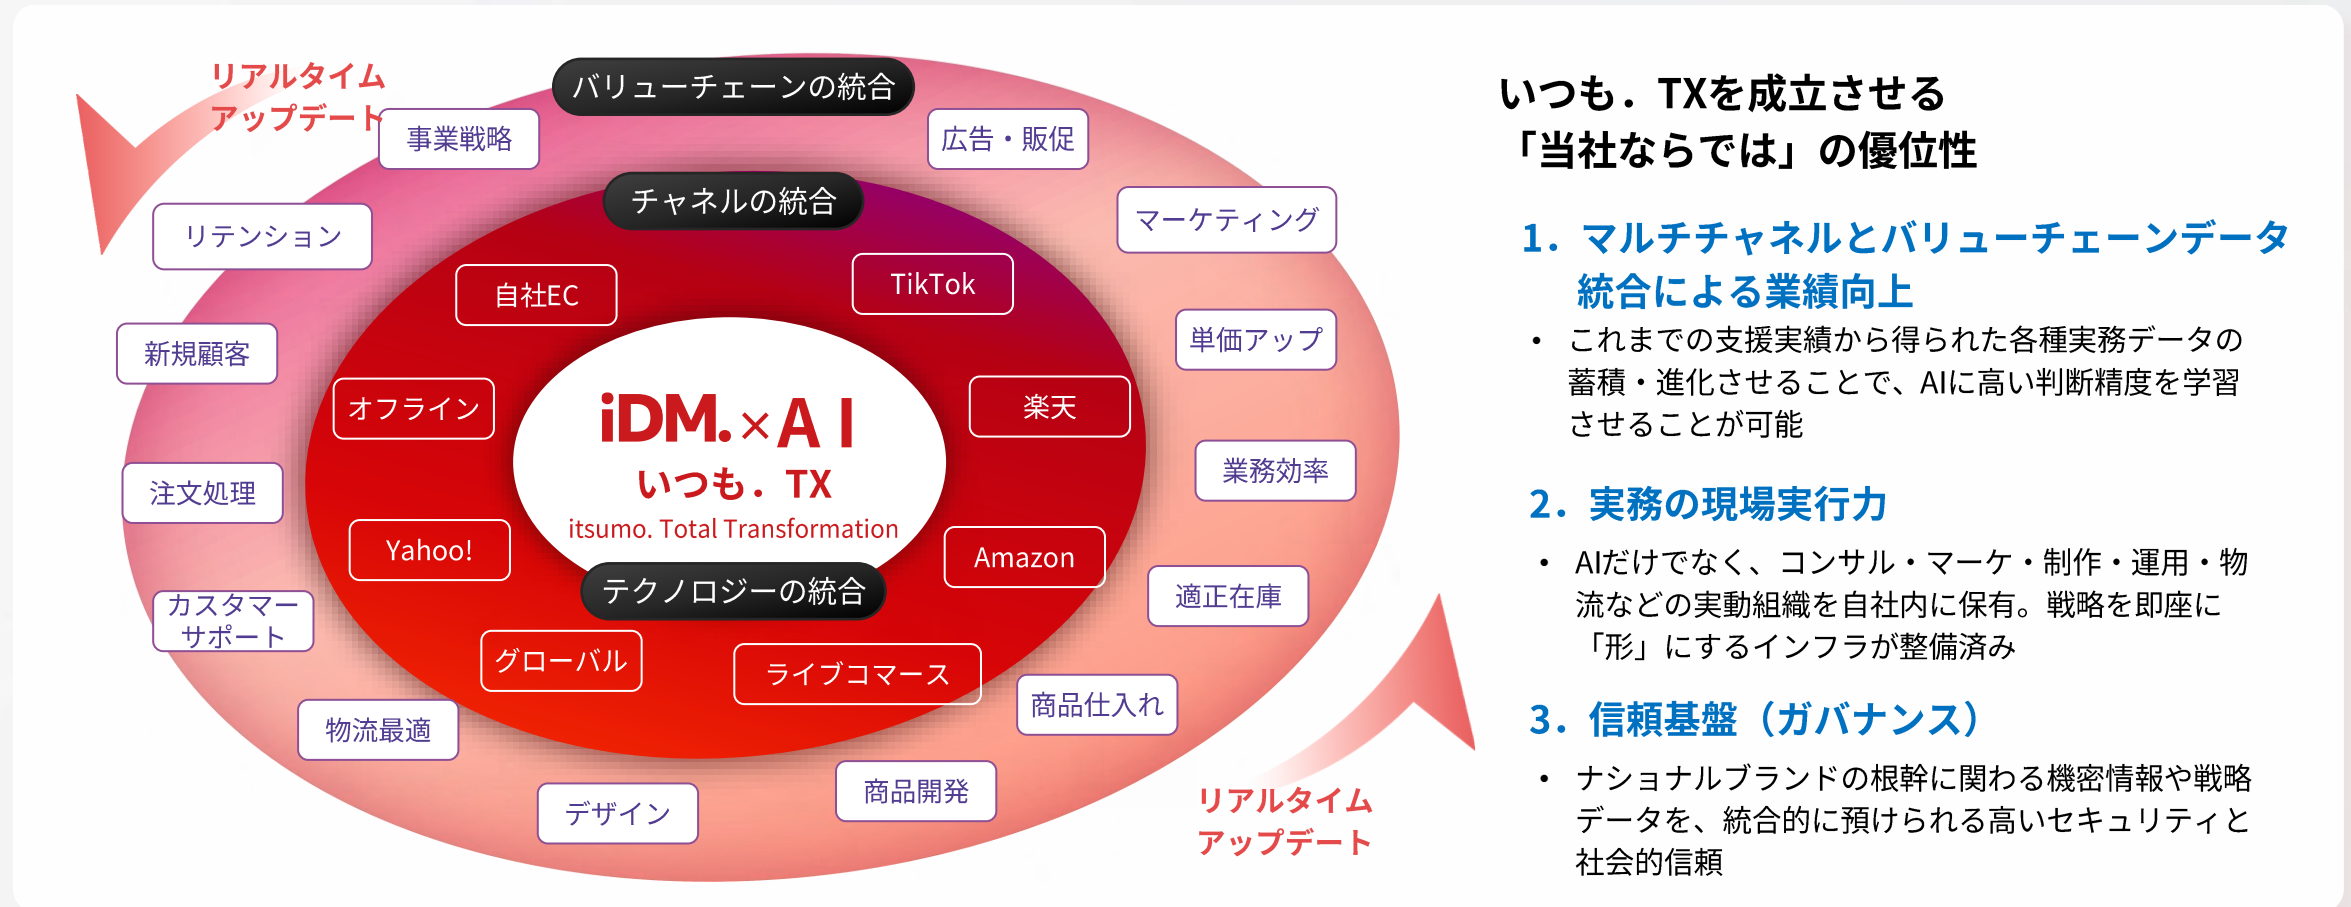 リアルタイム
アップデート
バリューチェーンの統合
事業戦略
広告・販促
チャネルの統合
マーケティング
リテンション
自社EC
TikTok
新規顧客
単価アップ
オフライン
楽天
iDM.×AI
いつも．TX
itsumo. Total Transformation
業務効率
注文処理
Yahoo!
Amazon
テクノロジーの統合
適正在庫
カスタマー
サポート
グローバル
ライブコマース
商品仕入れ
物流最適
商品開発
デザイン
リアルタイム
アップデート
いつも．TXを成立させる
「当社ならでは」の優位性
1．マルチチャネルとバリューチェーンデータ
統合による業績向上
• これまでの支援実績から得られた各種実務データの
蓄積・進化させることで、AIに高い判断精度を学習
させることが可能
2．実務の現場実行力
• AIだけでなく、コンサル・マーケ・制作・運用・物
流などの実動組織を自社内に保有。戦略を即座に
「形」にするインフラが整備済み
3．信頼基盤（ガバナンス）
• ナショナルブランドの根幹に関わる機密情報や戦略
データを、統合的に預けられる高いセキュリティと
社会的信頼